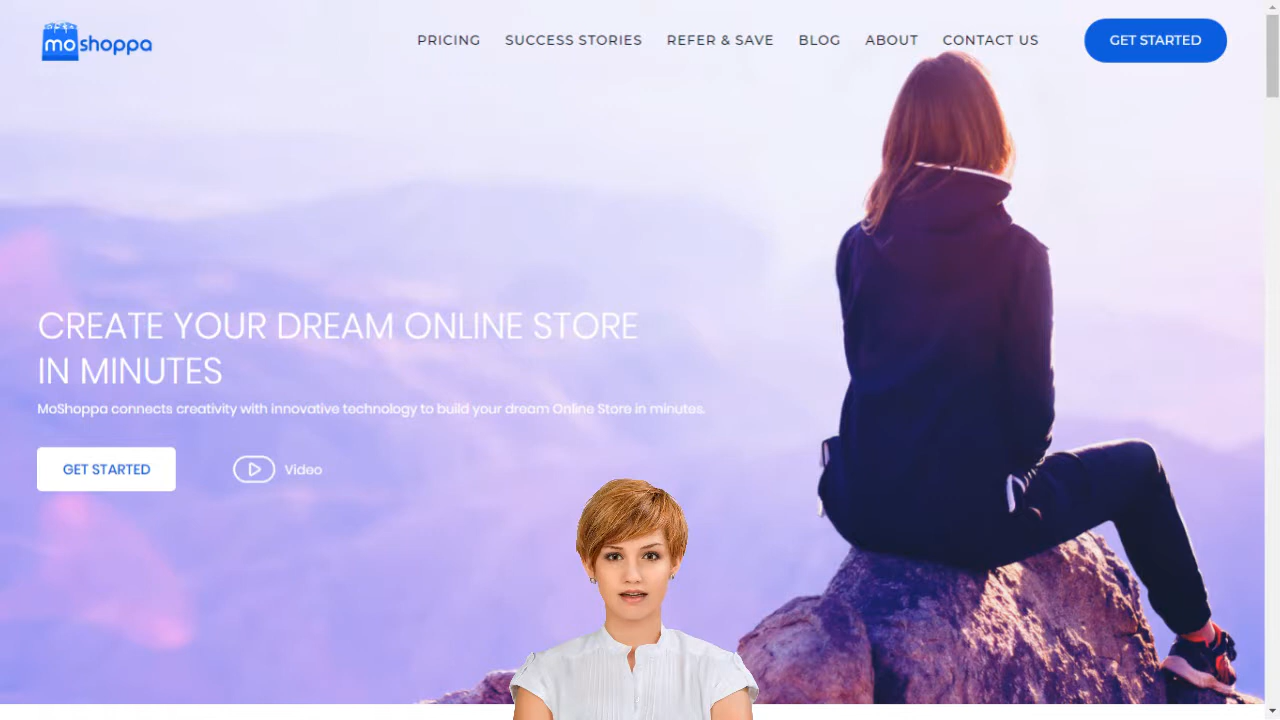 moshoppa
PRICING SUCCESS STORIES REFER & SAVE BLOG ABOUT CONTACT US GET STARTED
CREATE YOUR DREAM ONLINE STORE
IN MINUTES
MoShoppa connects creativity with innovative technology to build your dream Online Store in minutes.
GET STARTED Video